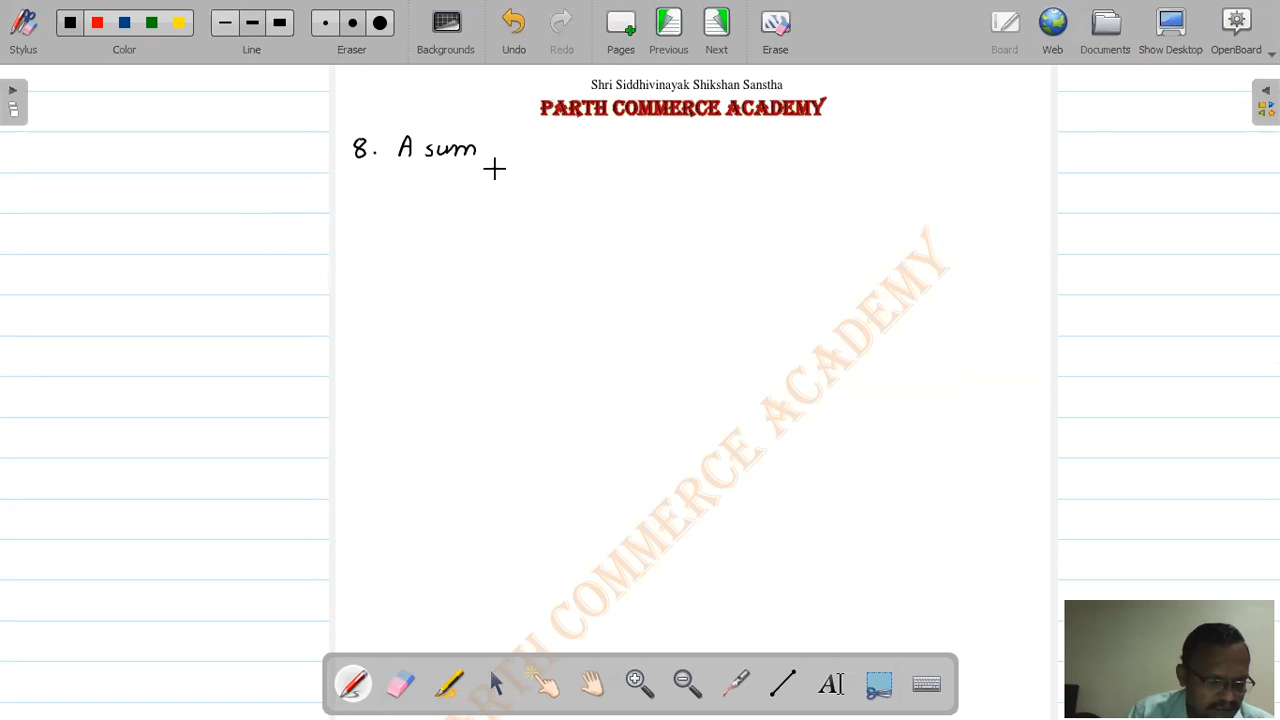 Stylus
Color
Line
Eraser
Backgrounds
Undo
Redo
Pages
Previous
Next
Erase
Board
Web
Documents
Show Desktop
OpenBoard
Shri Siddhivinayak Shikshan Sanstha
PARTH COMMERCE ACADEMY
8. A sum
PARTH COMMERCE ACADEMY